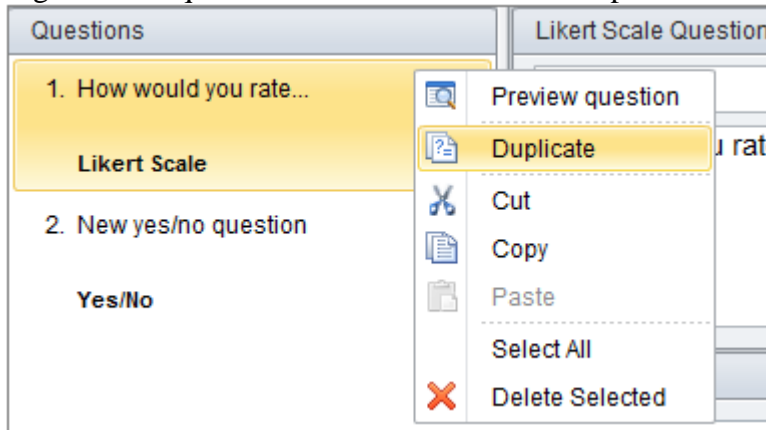 Questions
Likert Scale Question
1. How would you rate...
Likert Scale
2. New yes/no question
Yes/No
Preview question
Duplicate
Cut
Copy
Paste
Select All
Delete Selected